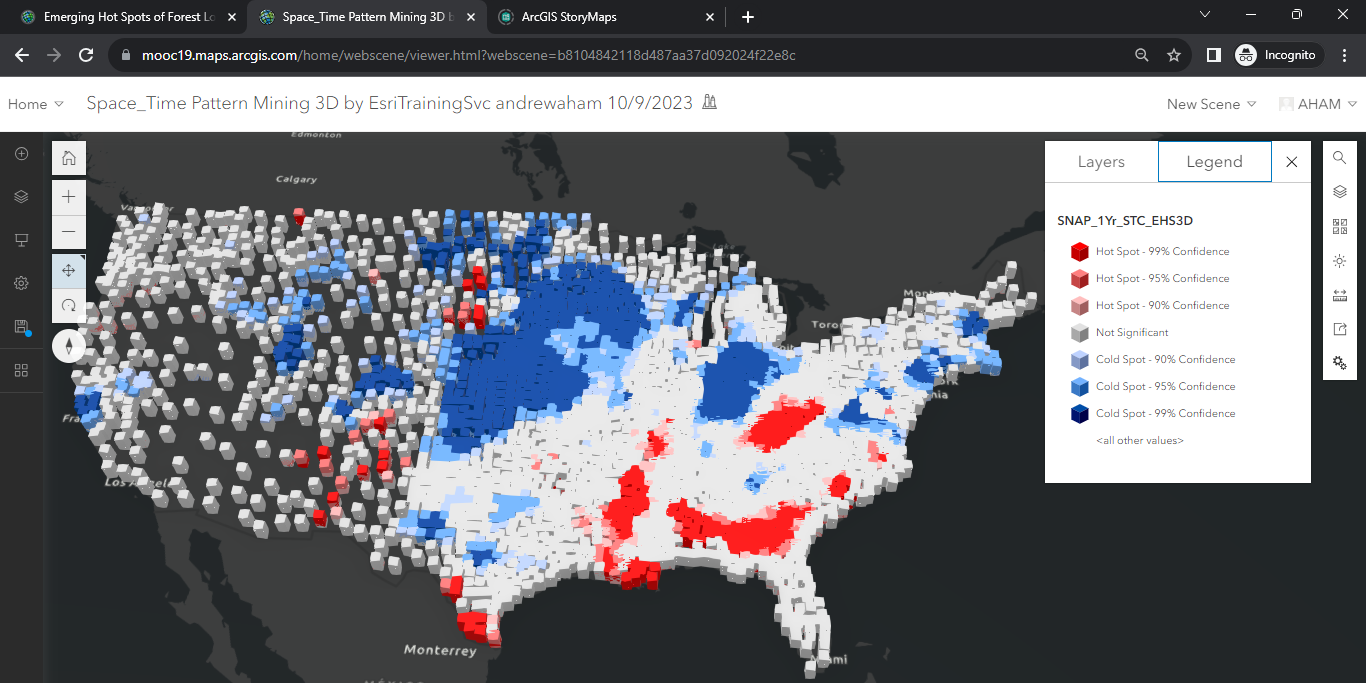 Emerging Hot Spots of Forest Lo
Space_Time Pattern Mining 3D b
ArcGIS StoryMaps
mooc19.maps.arcgis.com/home/webscene/viewer.html?webscene=b8104842118d487aa37d092024f22e8c
Incognito
Home
Space_Time Pattern Mining 3D by EsriTrainingSvc andrewaham 10/9/2023
New Scene
AHAM
Edmonton
Calgary
Layers
Legend
SNAP_1Yr_STC_EHS3D
Hot Spot - 99% Confidence
Hot Spot - 95% Confidence
Hot Spot - 90% Confidence
Not Significant
Cold Spot - 90% Confidence
Cold Spot - 95% Confidence
Cold Spot - 99% Confidence
<all other values>
Toro
Los Angel
Monterrey